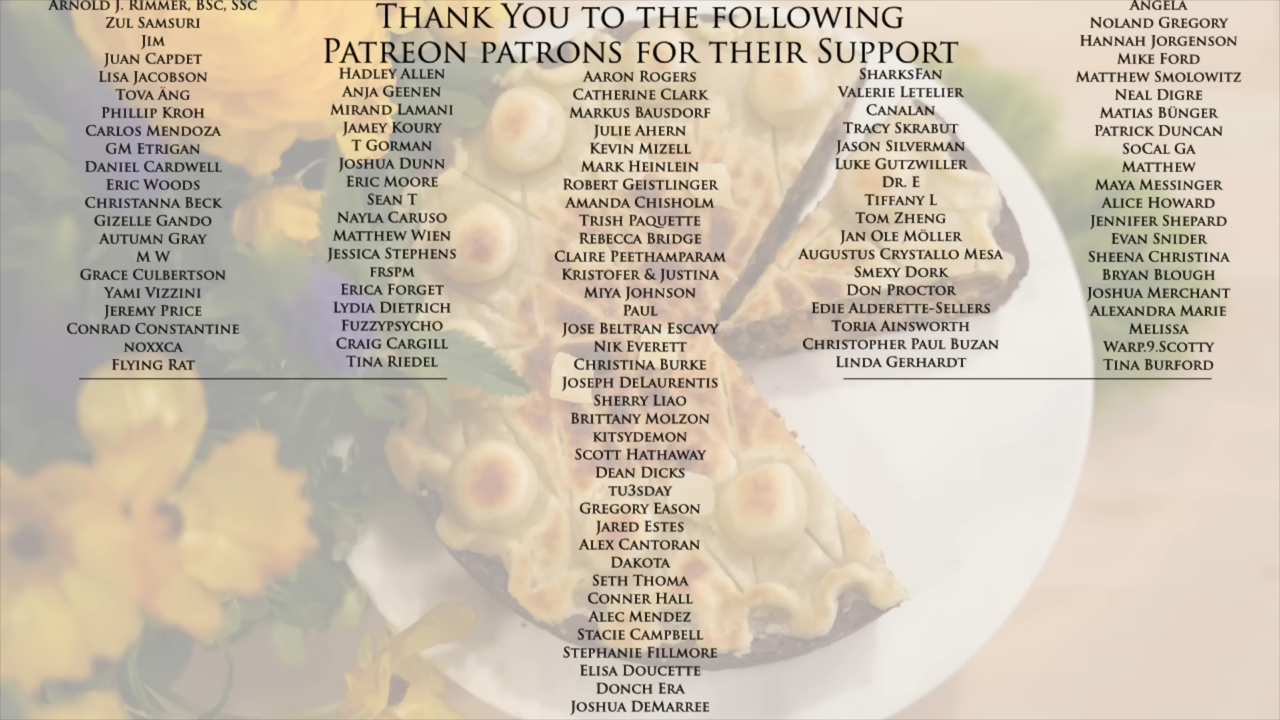 Thank You to the following
Patreon patrons for their Support
Arnold J. Rimmer, BSc, SSc
Zul Samsuri
Jim
Juan Capdet
Lisa Jacobson
Tova Äng
Phillip Kroh
Carlos Mendoza
GM Etrigan
Daniel Cardwell
Eric Woods
Christanna Beck
Gizelle Gando
Autumn Gray
M W
Grace Culbertson
Yami Vizzini
Jeremy Price
Conrad Constantine
noxxca
Flying Rat
Hadley Allen
Anja Geenen
Mirand Lamani
Jamey Koury
T Gorman
Joshua Dunn
Eric Moore
Sean T
Nayla Caruso
Matthew Wien
Jessica Stephens
frspm
Erica Forget
Lydia Dietrich
Fuzzypsycho
Craig Cargill
Tina Riedel
Aaron Rogers
Catherine Clark
Markus Bausdorf
Julie Ahern
Kevin Mizell
Mark Heinlein
Robert Geistlinger
Amanda Chisholm
Trish Paquette
Rebecca Bridge
Claire Peethamparam
Kristofer & Justina
Miya Johnson
Paul
Jose Beltran Escavy
Nik Everett
Christina Burke
Joseph DeLaurentis
Sherry Liao
Brittany Molzon
kitsydemon
Scott Hathaway
Dean Dicks
tu3sday
Gregory Eason
Jared Estes
Alex Cantoran
Dakota
Seth Thoma
Conner Hall
Alec Mendez
Stacie Campbell
Stephanie Fillmore
Elisa Doucette
Donch Era
Joshua DeMarree
SharksFan
Valerie Letelier
Canalan
Tracy Skrabut
Jason Silverman
Luke Gutzwiller
Dr. E
Tiffany L
Tom Zheng
Jan Ole Möller
Augustus Crystallo Mesa
Smexy Dork
Don Proctor
Edie Alderette-Sellers
Toria Ainsworth
Christopher Paul Buzan
Linda Gerhardt
Angela
Noland Gregory
Hannah Jorgenson
Mike Ford
Matthew Smolowitz
Neal Digre
Matias Bünger
Patrick Duncan
SoCal Ga
Matthew
Maya Messinger
Alice Howard
Jennifer Shepard
Evan Snider
Sheena Christina
Bryan Blough
Joshua Merchant
Alexandra Marie
Melissa
Warp.9.Scotty
Tina Burford